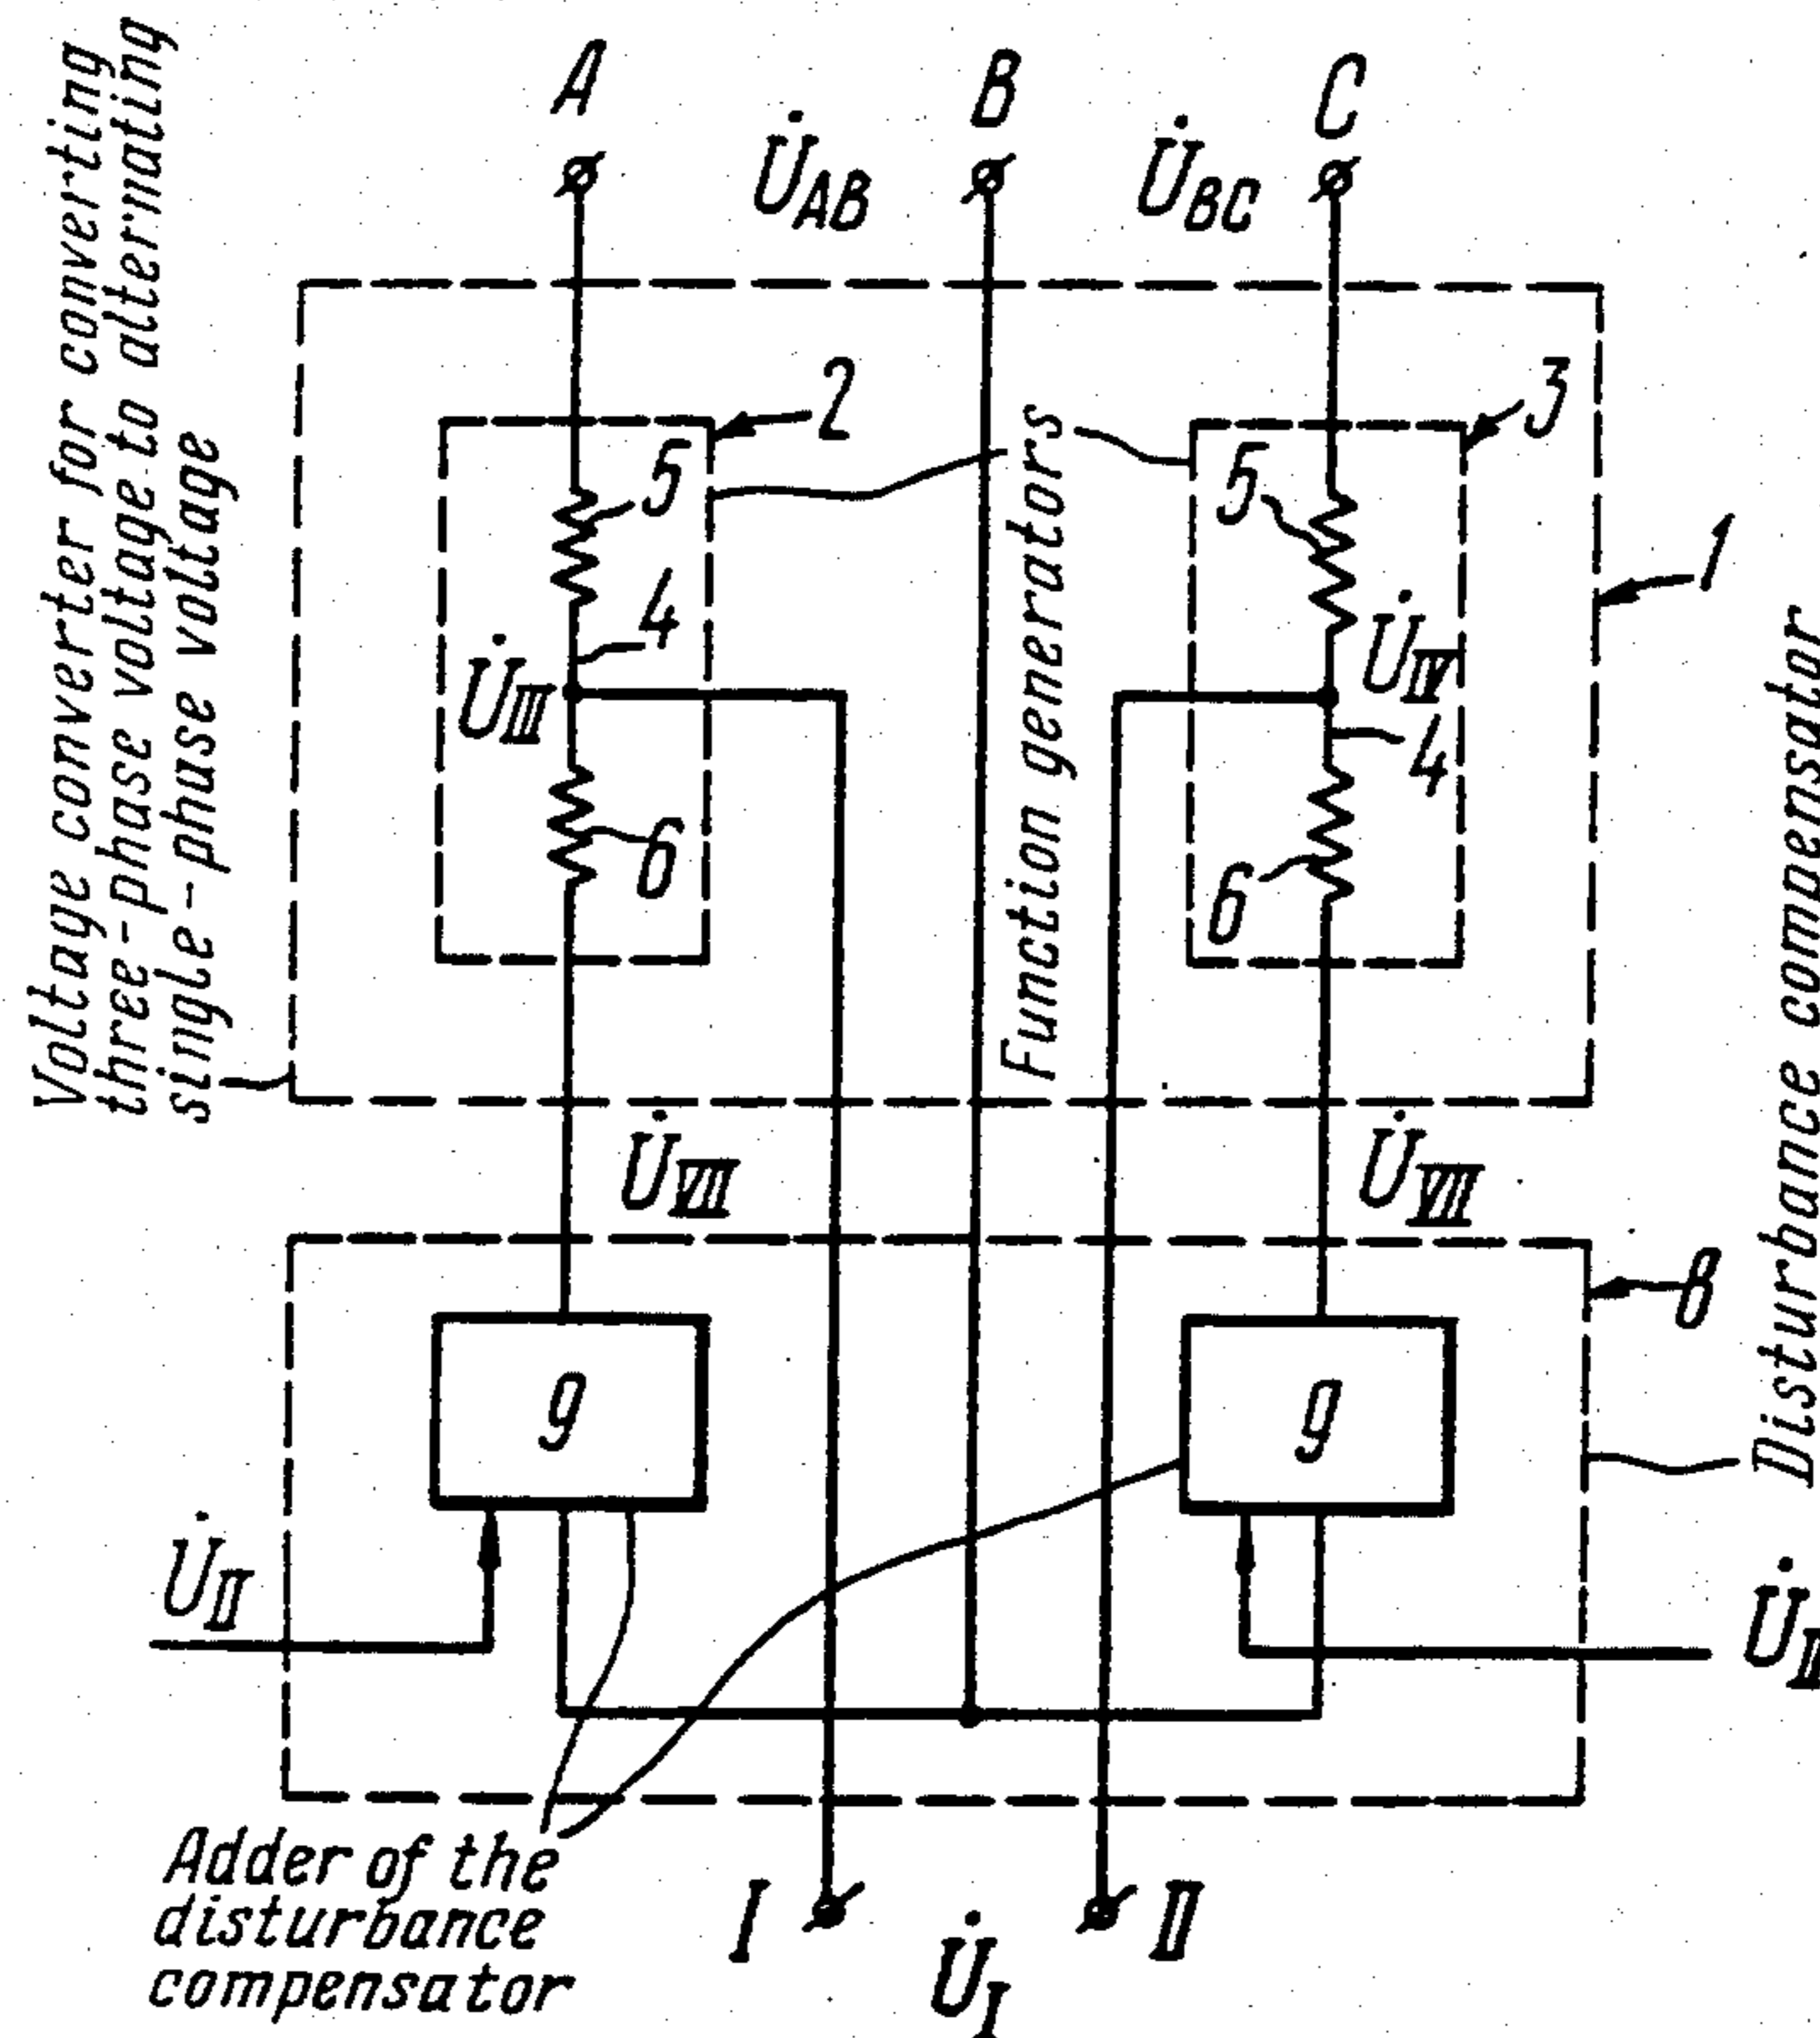 Voltage converter for converting
three-phase voltage to alternating
single-phase voltage
A
B
C
U̇AB
U̇BC
2
3
5
5
Function generators
1
4
U̇III
U̇IV
4
6
6
Disturbance compensator
U̇VIII
U̇VIII
8
9
9
U̇II
Adder of the
disturbance
compensator
I
II
U̇I